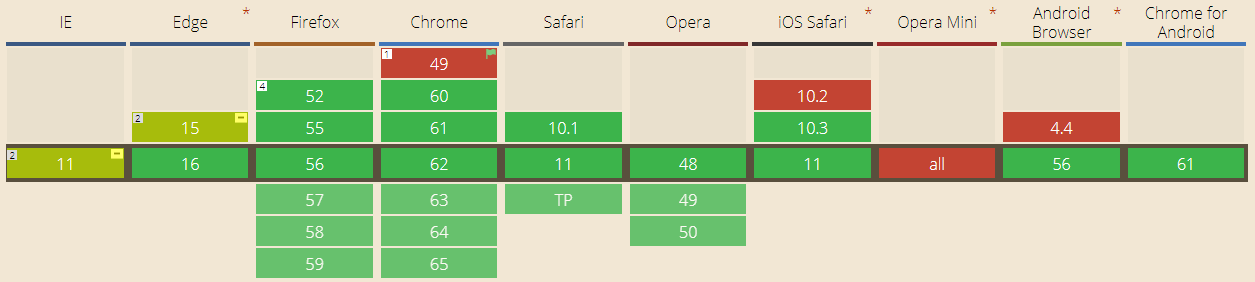 IE Edge * Firefox Chrome Safari Opera iOS Safari * Opera Mini * Android Browser * Chrome for Android
1 49
4 52 60 10.2
2 15 - 55 61 10.1 10.3 4.4
2 11 - 16 56 62 11 48 11 all 56 61
57 63 TP 49
58 64 50
59 65